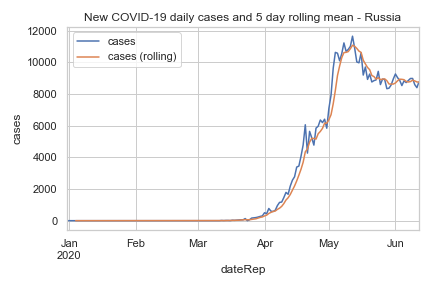 New COVID-19 daily cases and 5 day rolling mean - Russia
12000
10000
8000
6000
4000
2000
0
cases
cases
cases (rolling)
Jan Feb Mar Apr May Jun
2020
dateRep